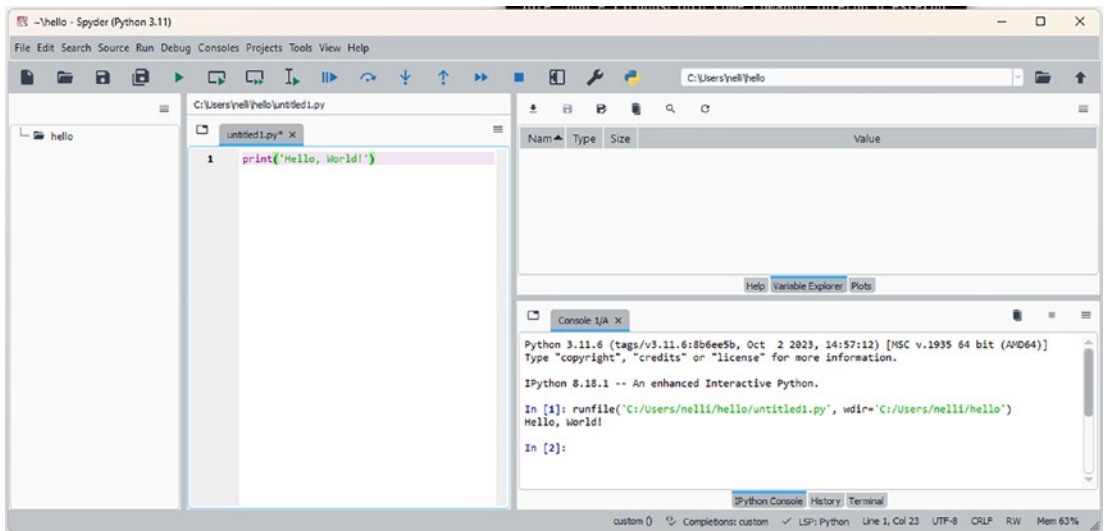 ~\hello - Spyder (Python 3.11)
File Edit Search Source Run Debug Consoles Projects Tools View Help
C:\Users\nelli\hello
C:\Users\nelli\hello\untitled1.py
hello
untitled1.py* ×
Nam Type Size Value
1 print('Hello, World!')
Help Variable Explorer Plots
Console 1/A ×
Python 3.11.6 (tags/v3.11.6:8b6ee5b, Oct  2 2023, 14:57:12) [MSC v.1935 64 bit (AMD64)]
Type "copyright", "credits" or "license" for more information.
IPython 8.18.1 -- An enhanced Interactive Python.
In [1]: runfile('C:/Users/nelli/hello/untitled1.py', wdir='C:/Users/nelli/hello')
Hello, World!
In [2]:
IPython Console History Terminal
custom () Completions: custom ✓ LSP: Python Line 1, Col 23 UTF-8 CRLF RW Mem 63%